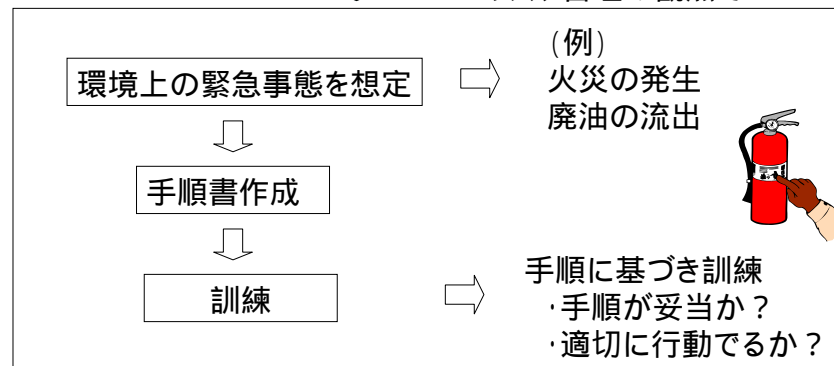 環境上の緊急事態を想定
(例)
火災の発生
廃油の流出
手順書作成
訓練
手順に基づき訓練
・手順が妥当か？
・適切に行動でるか？